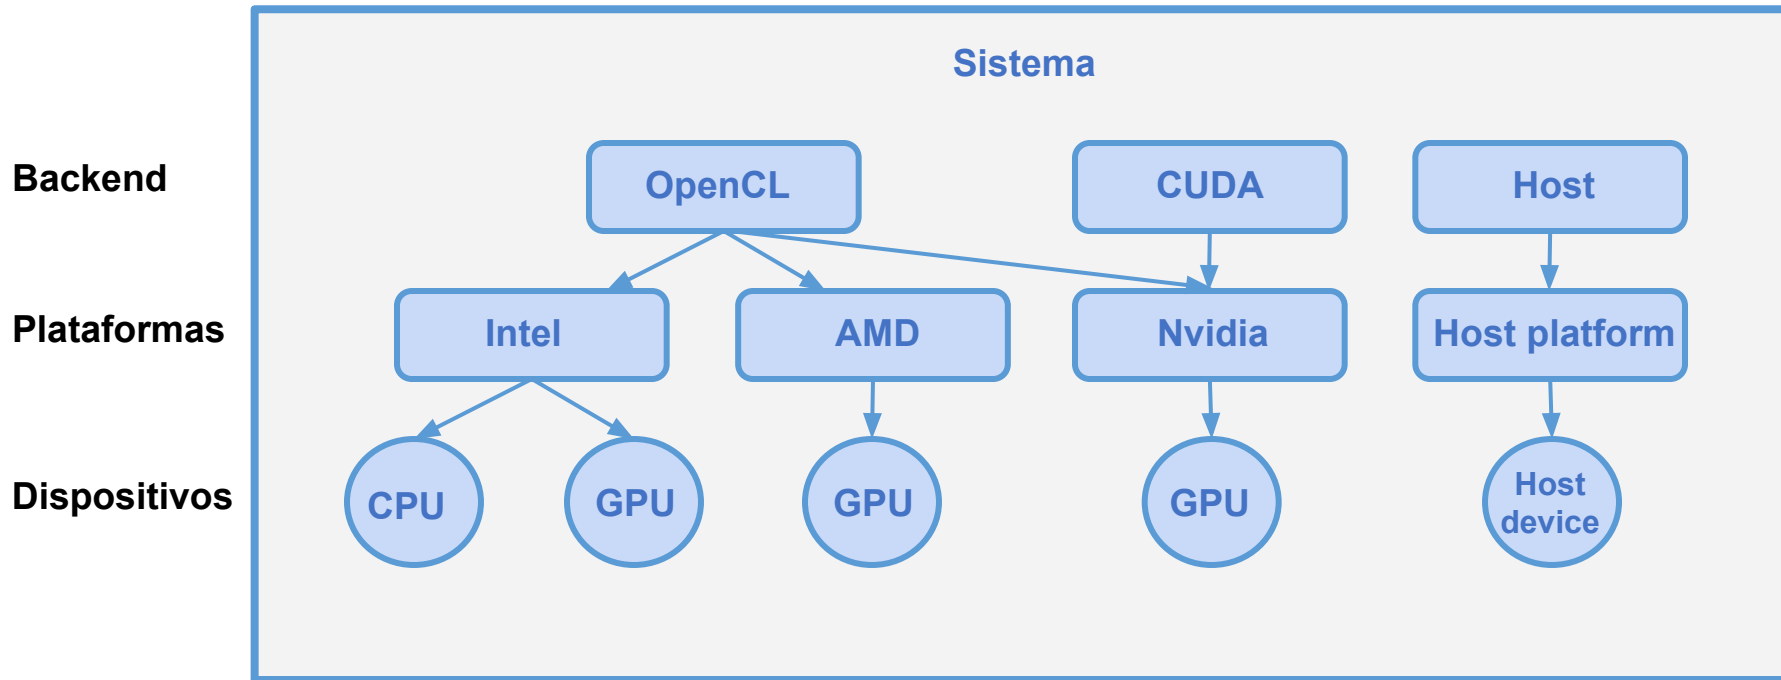 Sistema
Backend
OpenCL
CUDA
Host
Plataformas
Intel
AMD
Nvidia
Host platform
Dispositivos
CPU
GPU
GPU
GPU
Host
device